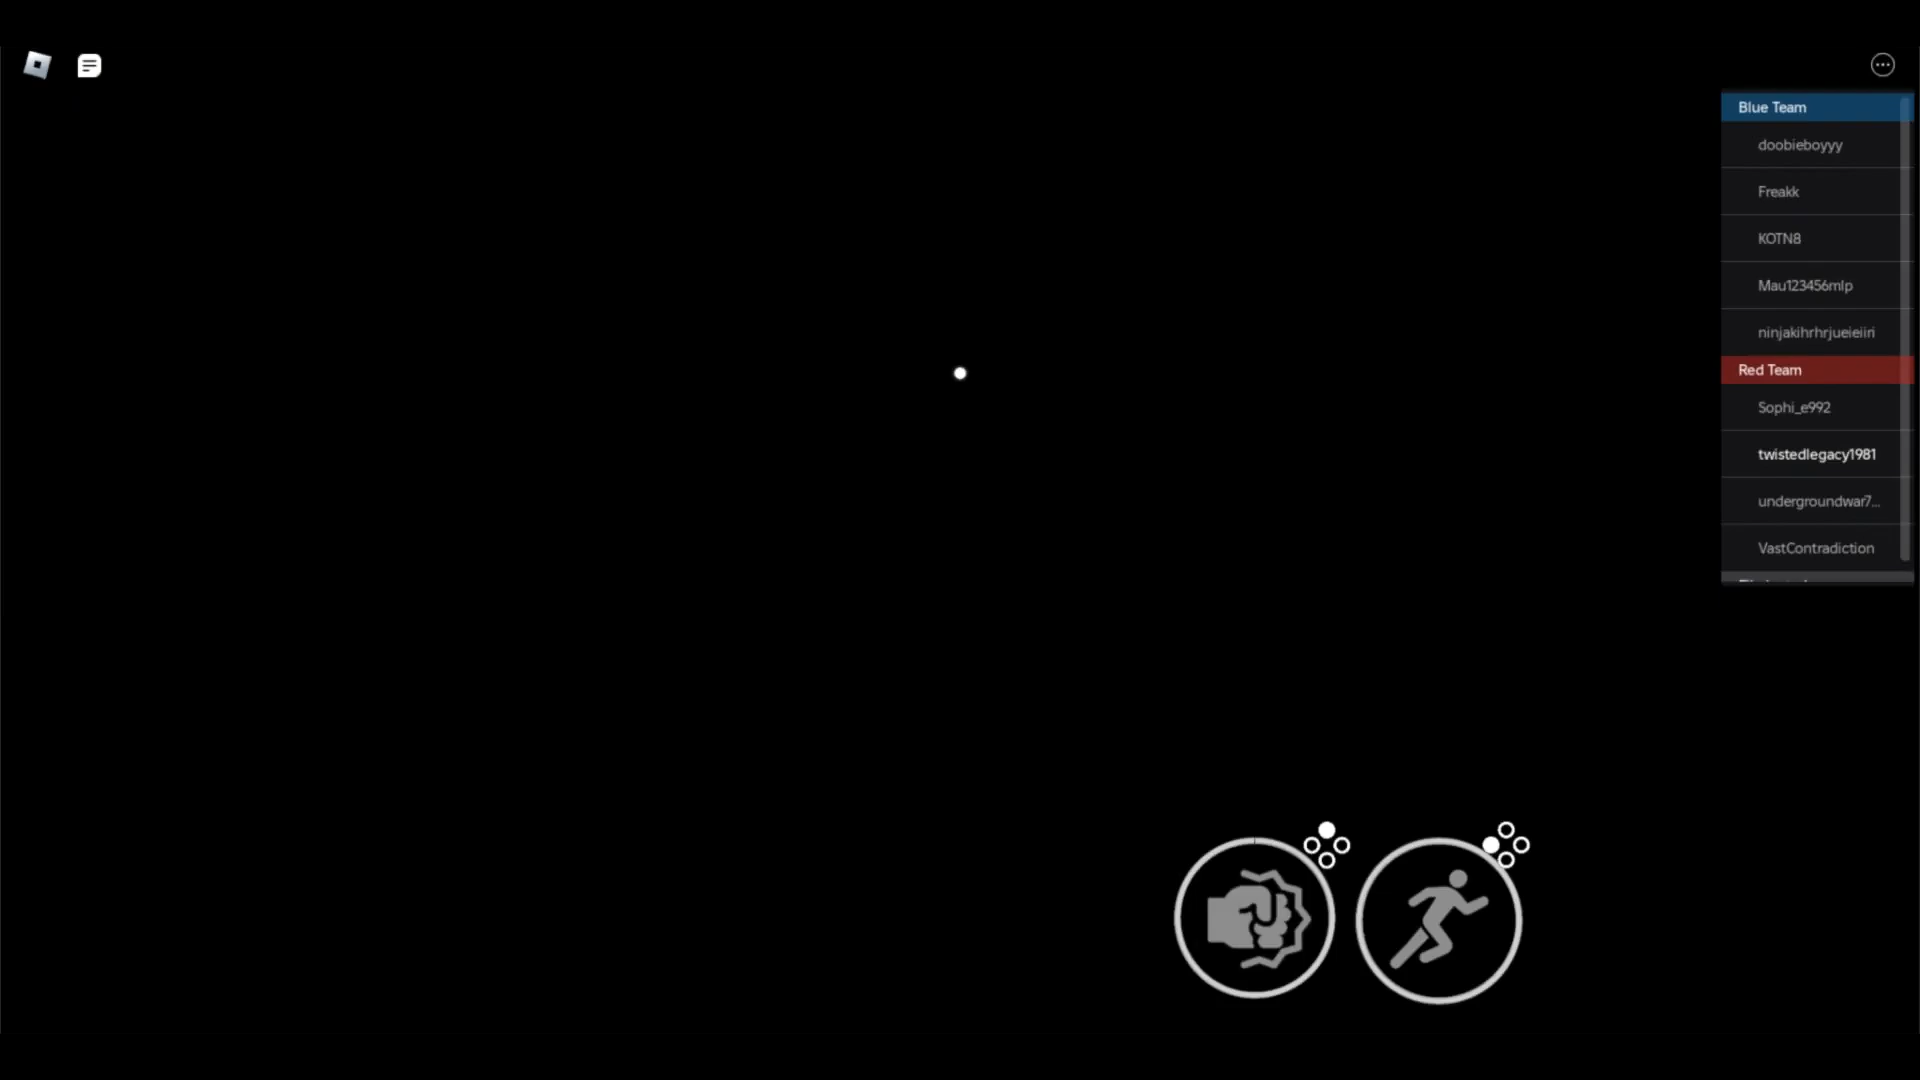 Blue Team
doobieboyyy
Freakk
KOTN8
Mau123456mlp
ninjakihrhrjueieiiri
Red Team
Sophi_e992
twistedlegacy1981
undergroundwar7...
VastContradiction